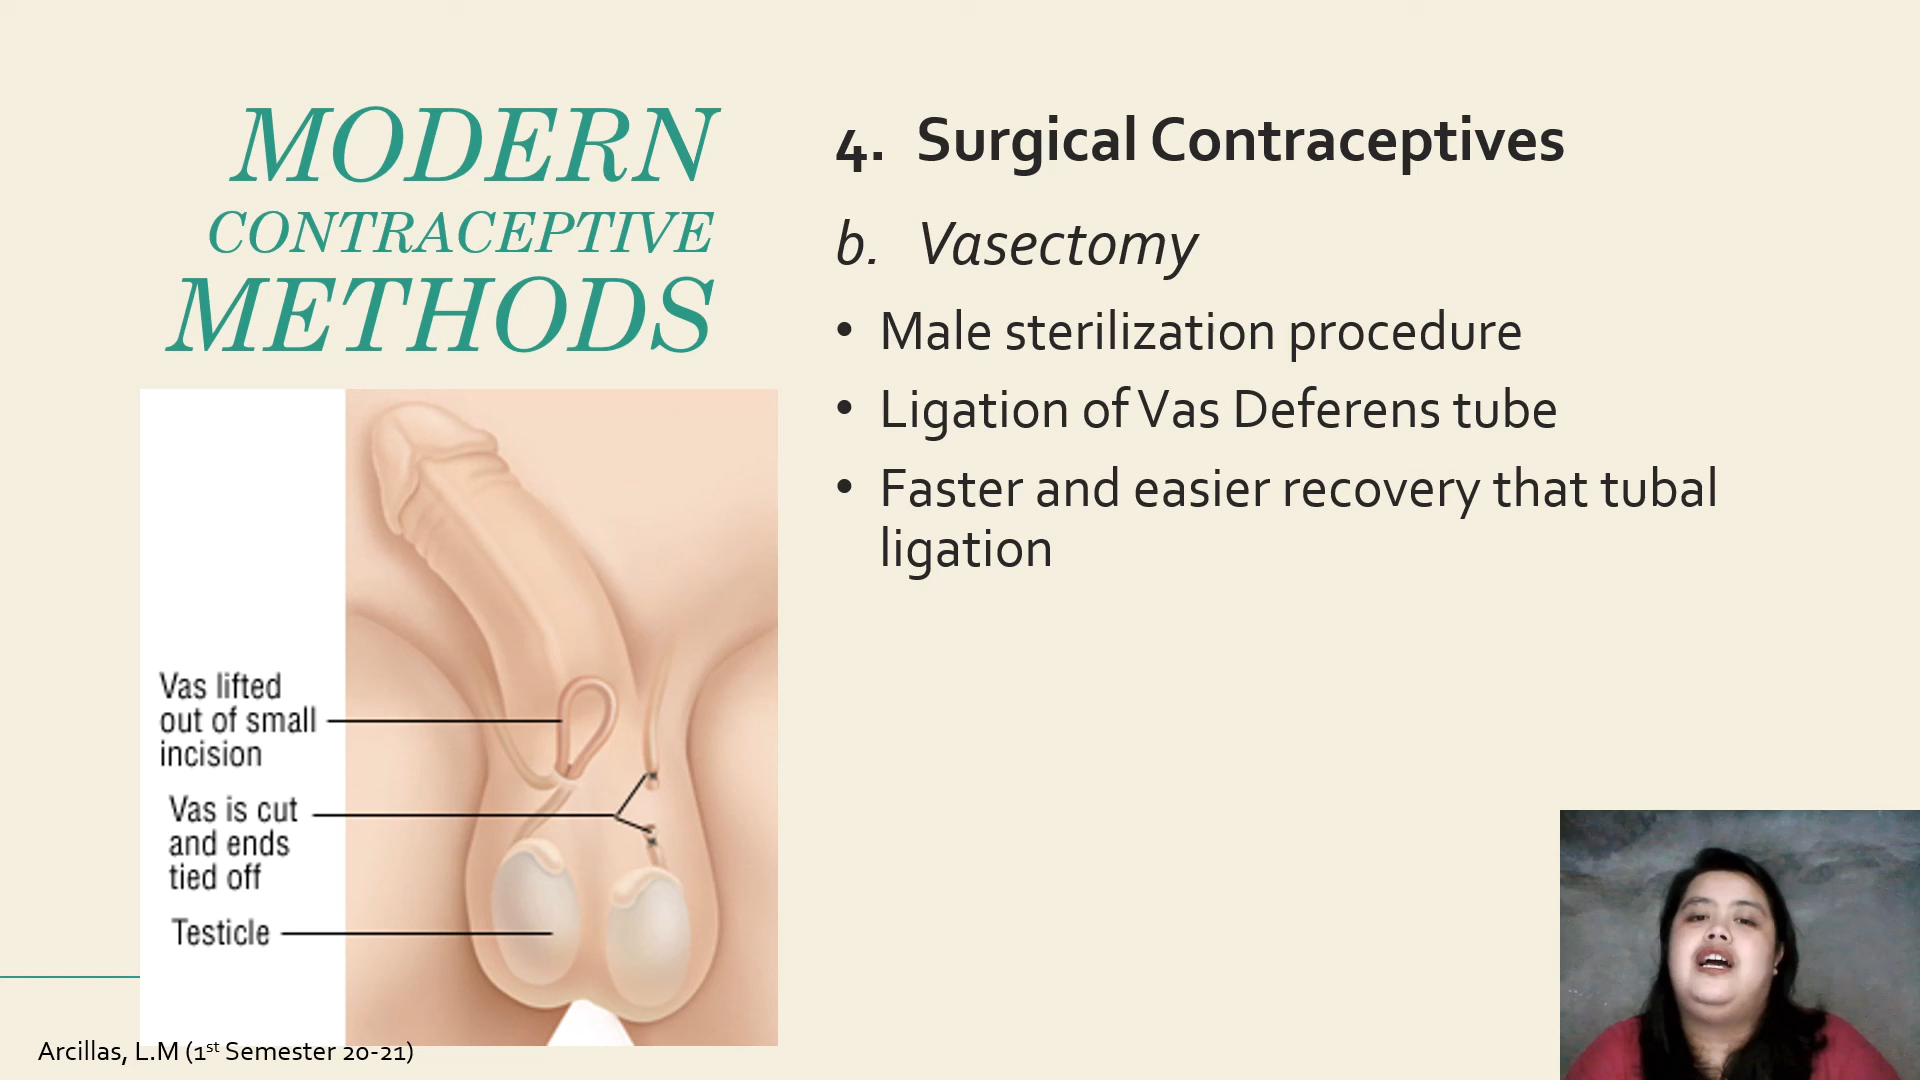 MODERN
CONTRACEPTIVE
METHODS
4. Surgical Contraceptives
b. Vasectomy
• Male sterilization procedure
• Ligation of Vas Deferens tube
• Faster and easier recovery that tubal
ligation
Vas lifted
out of small
incision
Vas is cut
and ends
tied off
Testicle
Arcillas, L.M (1st Semester 20-21)